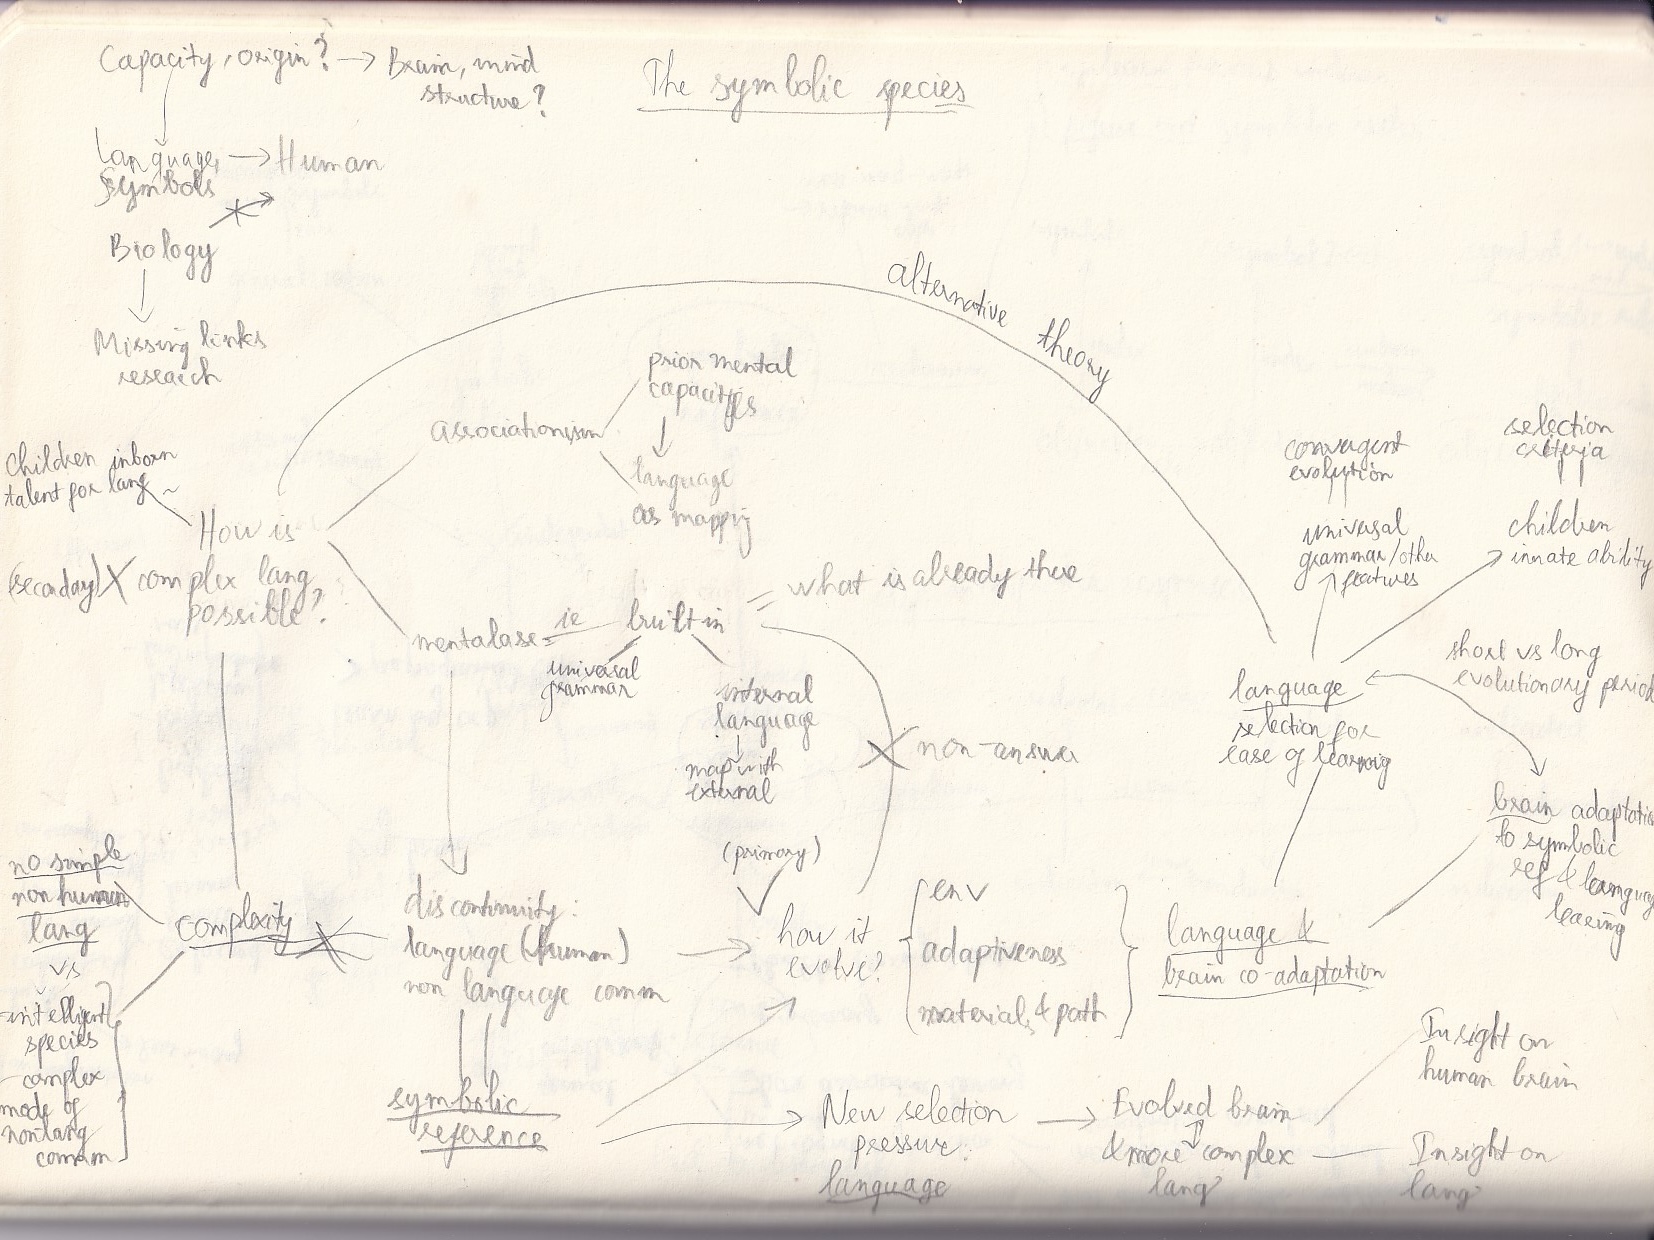 Capacity, origin? → Brain, mind
structure?
The symbolic species
Language, → Human
symbols
Biology
Missing links
research
alternative theory
prior mental
capacities
associationism
language
as mapping
children inborn
talent for lang
How is
(secondary) X complex lang
possible?
mentalese = ie built in = what is already there
universal
grammar
internal
language
map with
external
non-answer
convergent
evolution
selection
criteria
universal
grammar/other
features
children
innate ability
short vs long
evolutionary period
language
selection for
ease of learning
brain adaptatio
to symbolic
ref & language
learing
(primary)
no simple
non human
lang
vs
- intelligent
species
- complex
mode of
nonlang
comm
complexity
discontinuity:
language (human)
non language comm
how it
evolve?
env
adaptiveness
materials & path
language &
brain co-adaptation
symbolic
reference
New selection
pressure:
language
Evolved brain
& more complex
lang
Insight on
human brain
Insight on
lang